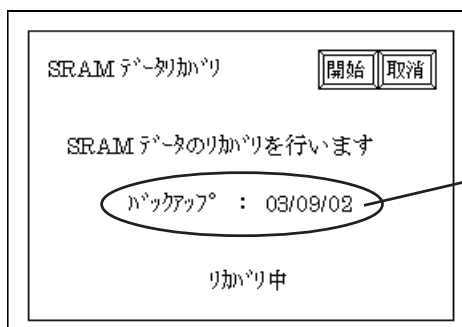 SRAM ﾃﾞｰﾀﾘｶﾊﾞﾘ 開始 取消
SRAM ﾃﾞｰﾀのﾘｶﾊﾞﾘを行います
ﾊﾞｯｸｱｯﾌﾟ : 03/09/02
ﾘｶﾊﾞﾘ中